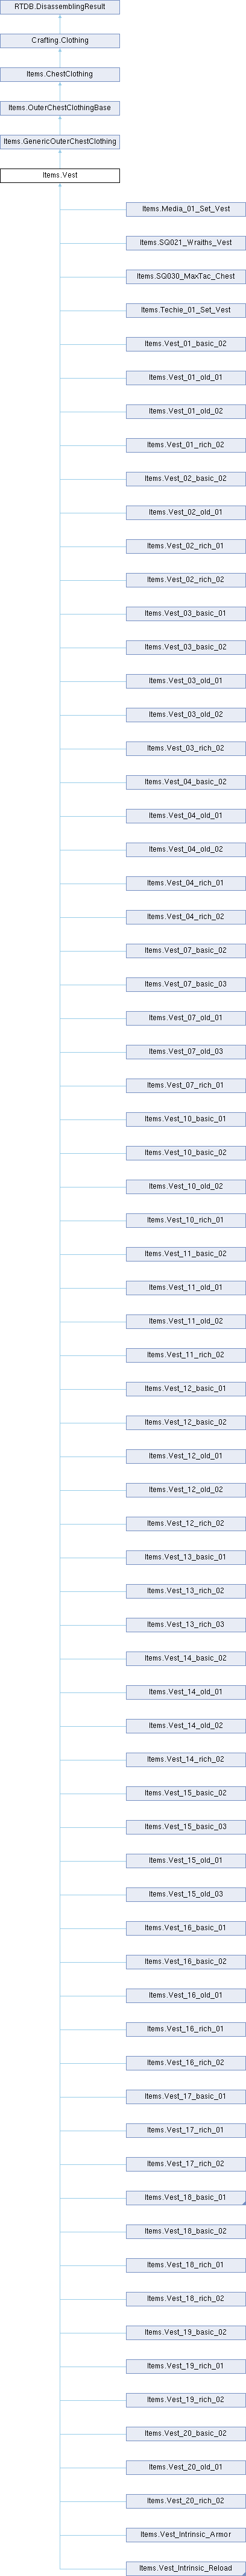 RTDB.DisassemblingResult
Crafting.Clothing
Items.ChestClothing
Items.OuterChestClothingBase
Items.GenericOuterChestClothing
Items.Vest
Items.Media_01_Set_Vest
Items.SQ021_Wraiths_Vest
Items.SQ030_MaxTac_Chest
Items.Techie_01_Set_Vest
Items.Vest_01_basic_02
Items.Vest_01_old_01
Items.Vest_01_old_02
Items.Vest_01_rich_02
Items.Vest_02_basic_02
Items.Vest_02_old_01
Items.Vest_02_rich_01
Items.Vest_02_rich_02
Items.Vest_03_basic_01
Items.Vest_03_basic_02
Items.Vest_03_old_01
Items.Vest_03_old_02
Items.Vest_03_rich_02
Items.Vest_04_basic_02
Items.Vest_04_old_01
Items.Vest_04_old_02
Items.Vest_04_rich_01
Items.Vest_04_rich_02
Items.Vest_07_basic_02
Items.Vest_07_basic_03
Items.Vest_07_old_01
Items.Vest_07_old_03
Items.Vest_07_rich_01
Items.Vest_10_basic_01
Items.Vest_10_basic_02
Items.Vest_10_old_02
Items.Vest_10_rich_01
Items.Vest_11_basic_02
Items.Vest_11_old_01
Items.Vest_11_old_02
Items.Vest_11_rich_02
Items.Vest_12_basic_01
Items.Vest_12_basic_02
Items.Vest_12_old_01
Items.Vest_12_old_02
Items.Vest_12_rich_02
Items.Vest_13_basic_01
Items.Vest_13_rich_02
Items.Vest_13_rich_03
Items.Vest_14_basic_02
Items.Vest_14_old_01
Items.Vest_14_old_02
Items.Vest_14_rich_02
Items.Vest_15_basic_02
Items.Vest_15_basic_03
Items.Vest_15_old_01
Items.Vest_15_old_03
Items.Vest_16_basic_01
Items.Vest_16_basic_02
Items.Vest_16_old_01
Items.Vest_16_rich_01
Items.Vest_16_rich_02
Items.Vest_17_basic_01
Items.Vest_17_rich_01
Items.Vest_17_rich_02
Items.Vest_18_basic_01
Items.Vest_18_basic_02
Items.Vest_18_rich_01
Items.Vest_18_rich_02
Items.Vest_19_basic_02
Items.Vest_19_rich_01
Items.Vest_19_rich_02
Items.Vest_20_basic_02
Items.Vest_20_old_01
Items.Vest_20_rich_02
Items.Vest_Intrinsic_Armor
Items.Vest_Intrinsic_Reload